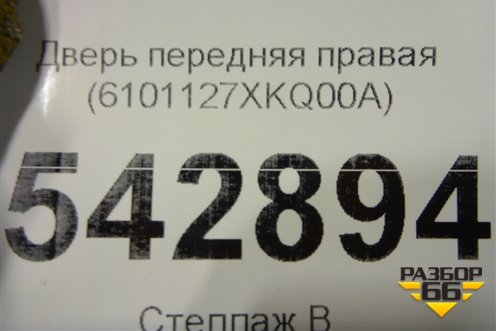 Дверь передняя правая
(6101127XKQ00A)
542894
Стеллаж В
РАЗБОР
66